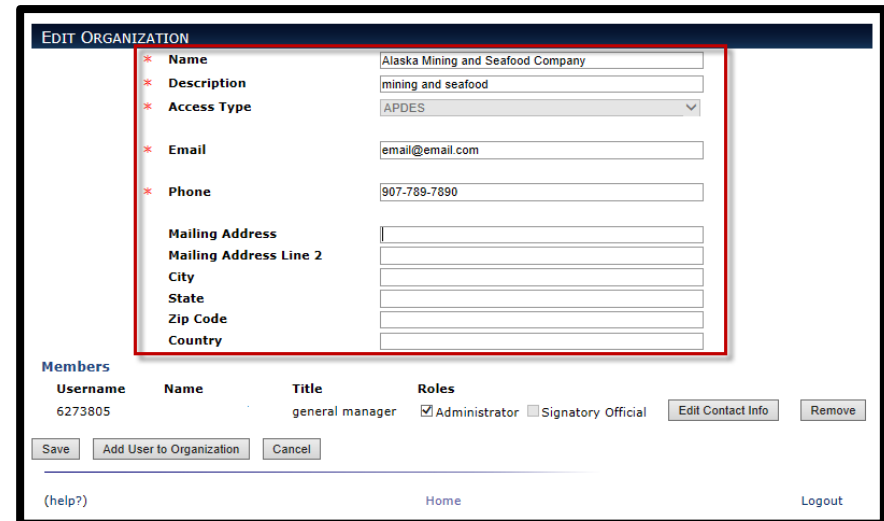 EDIT ORGANIZATION
* Name Alaska Mining and Seafood Company
* Description mining and seafood
* Access Type APDES
* Email email@email.com
* Phone 907-789-7890
Mailing Address
Mailing Address Line 2
City
State
Zip Code
Country
Members
Username Name Title Roles
6273805 general manager Administrator Signatory Official Edit Contact Info Remove
Save Add User to Organization Cancel
(help?) Home Logout